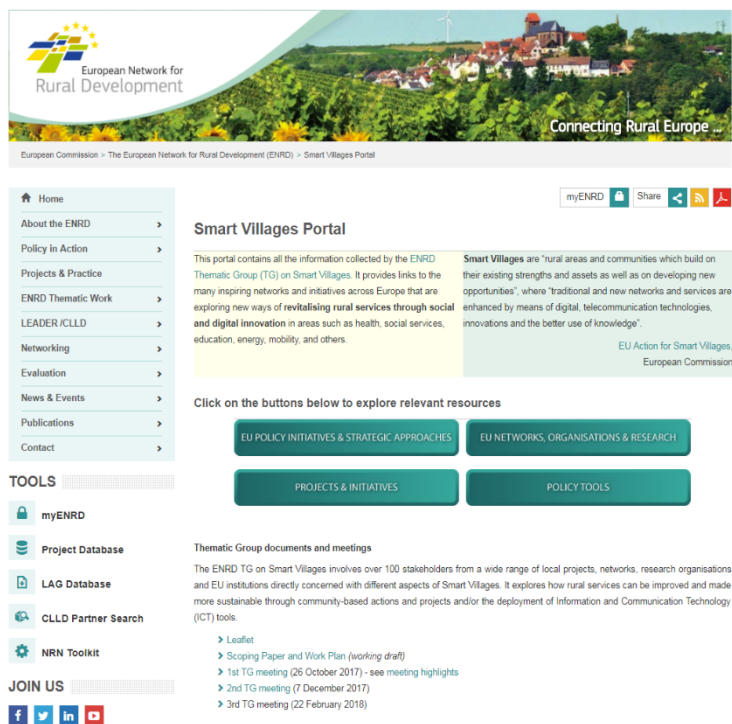 European Network for
Rural Development
Connecting Rural Europe ...
European Commission > The European Network for Rural Development (ENRD) > Smart Villages Portal
Home
About the ENRD
Policy in Action
Projects & Practice
ENRD Thematic Work
LEADER /CLLD
Networking
Evaluation
News & Events
Publications
Contact
TOOLS
myENRD
Project Database
LAG Database
CLLD Partner Search
NRN Toolkit
JOIN US
myENRD
Share
Smart Villages Portal
This portal contains all the information collected by the ENRD
Thematic Group (TG) on Smart Villages. It provides links to the
many inspiring networks and initiatives across Europe that are
exploring new ways of revitalising rural services through social
and digital innovation in areas such as health, social services,
education, energy, mobility, and others.
Smart Villages are "rural areas and communities which build on
their existing strengths and assets as well as on developing new
opportunities", where "traditional and new networks and services are
enhanced by means of digital, telecommunication technologies,
innovations and the better use of knowledge".
EU Action for Smart Villages,
European Commission
Click on the buttons below to explore relevant resources
EU POLICY INITIATIVES & STRATEGIC APPROACHES
EU NETWORKS, ORGANISATIONS & RESEARCH
PROJECTS & INITIATIVES
POLICY TOOLS
Thematic Group documents and meetings
The ENRD TG on Smart Villages involves over 100 stakeholders from a wide range of local projects, networks, research organisations
and EU institutions directly concerned with different aspects of Smart Villages. It explores how rural services can be improved and made
more sustainable through community-based actions and projects and/or the deployment of Information and Communication Technology
(ICT) tools.
Leaflet
Scoping Paper and Work Plan (working draft)
1st TG meeting (26 October 2017) - see meeting highlights
2nd TG meeting (7 December 2017)
3rd TG meeting (22 February 2018)